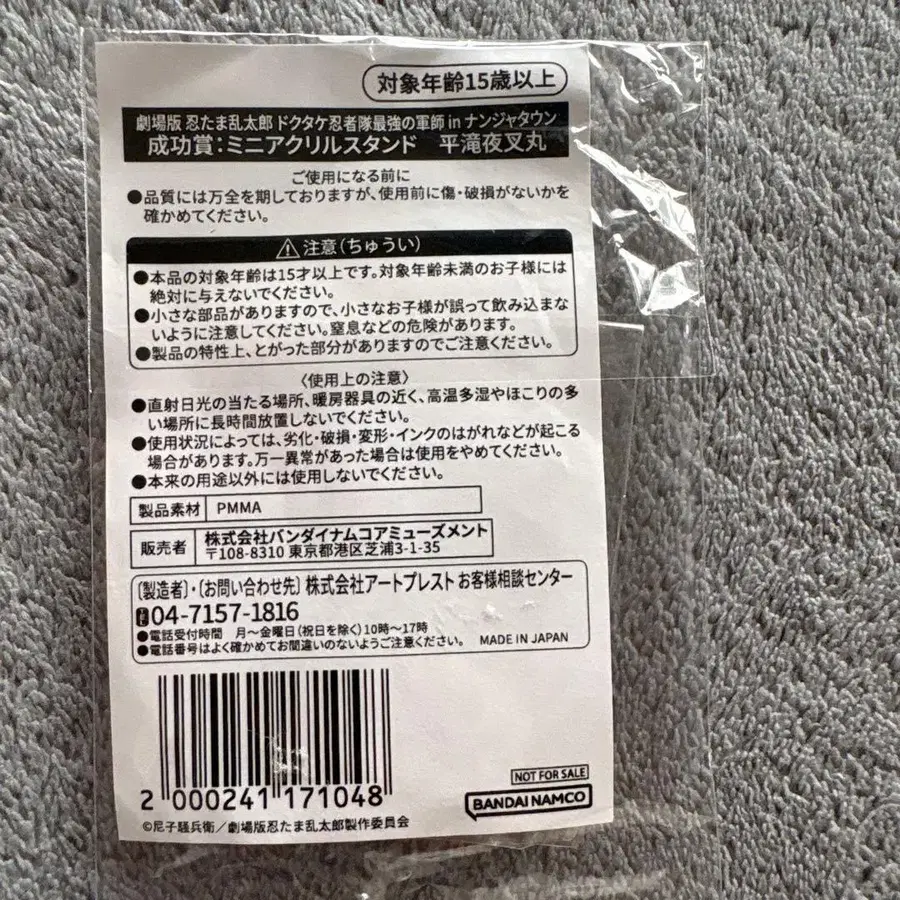 対象年齢15歳以上
劇場版 忍たま乱太郎 ドクタケ忍者隊最強の軍師 in ナンジャタウン
成功賞：ミニアクリルスタンド 平滝夜叉丸
ご使用になる前に
●品質には万全を期しておりますが、使用前に傷・破損がないかを
確かめてください。
⚠注意（ちゅうい）
●本品の対象年齢は15才以上です。対象年齢未満のお子様には
絶対に与えないでください。
●小さな部品がありますので、小さなお子様が誤って飲み込まな
いように注意してください。窒息などの危険があります。
●製品の特性上、とがった部分がありますのでご注意ください。
〈使用上の注意〉
●直射日光の当たる場所、暖房器具の近く、高温多湿やほこりの多
い場所に長時間放置しないでください。
●使用状況によっては、劣化・破損・変形・インクのはがれなどが起こる
場合があります。万一異常があった場合は使用をやめてください。
●本来の用途以外には使用しないでください。
製品素材 PMMA
販売者 株式会社バンダイナムコアミューズメント
〒108-8310 東京都港区芝浦3-1-35
〔製造者〕・〔お問い合わせ先〕株式会社アートプレスト お客様相談センター
TEL 04-7157-1816
●電話受付時間 月～金曜日（祝日を除く）10時～17時
●電話番号はよく確かめてお間違いのないようご注意ください。 MADE IN JAPAN
2 000241 171048
NOT FOR SALE
BANDAI NAMCO
©尼子騒兵衛／劇場版忍たま乱太郎製作委員会